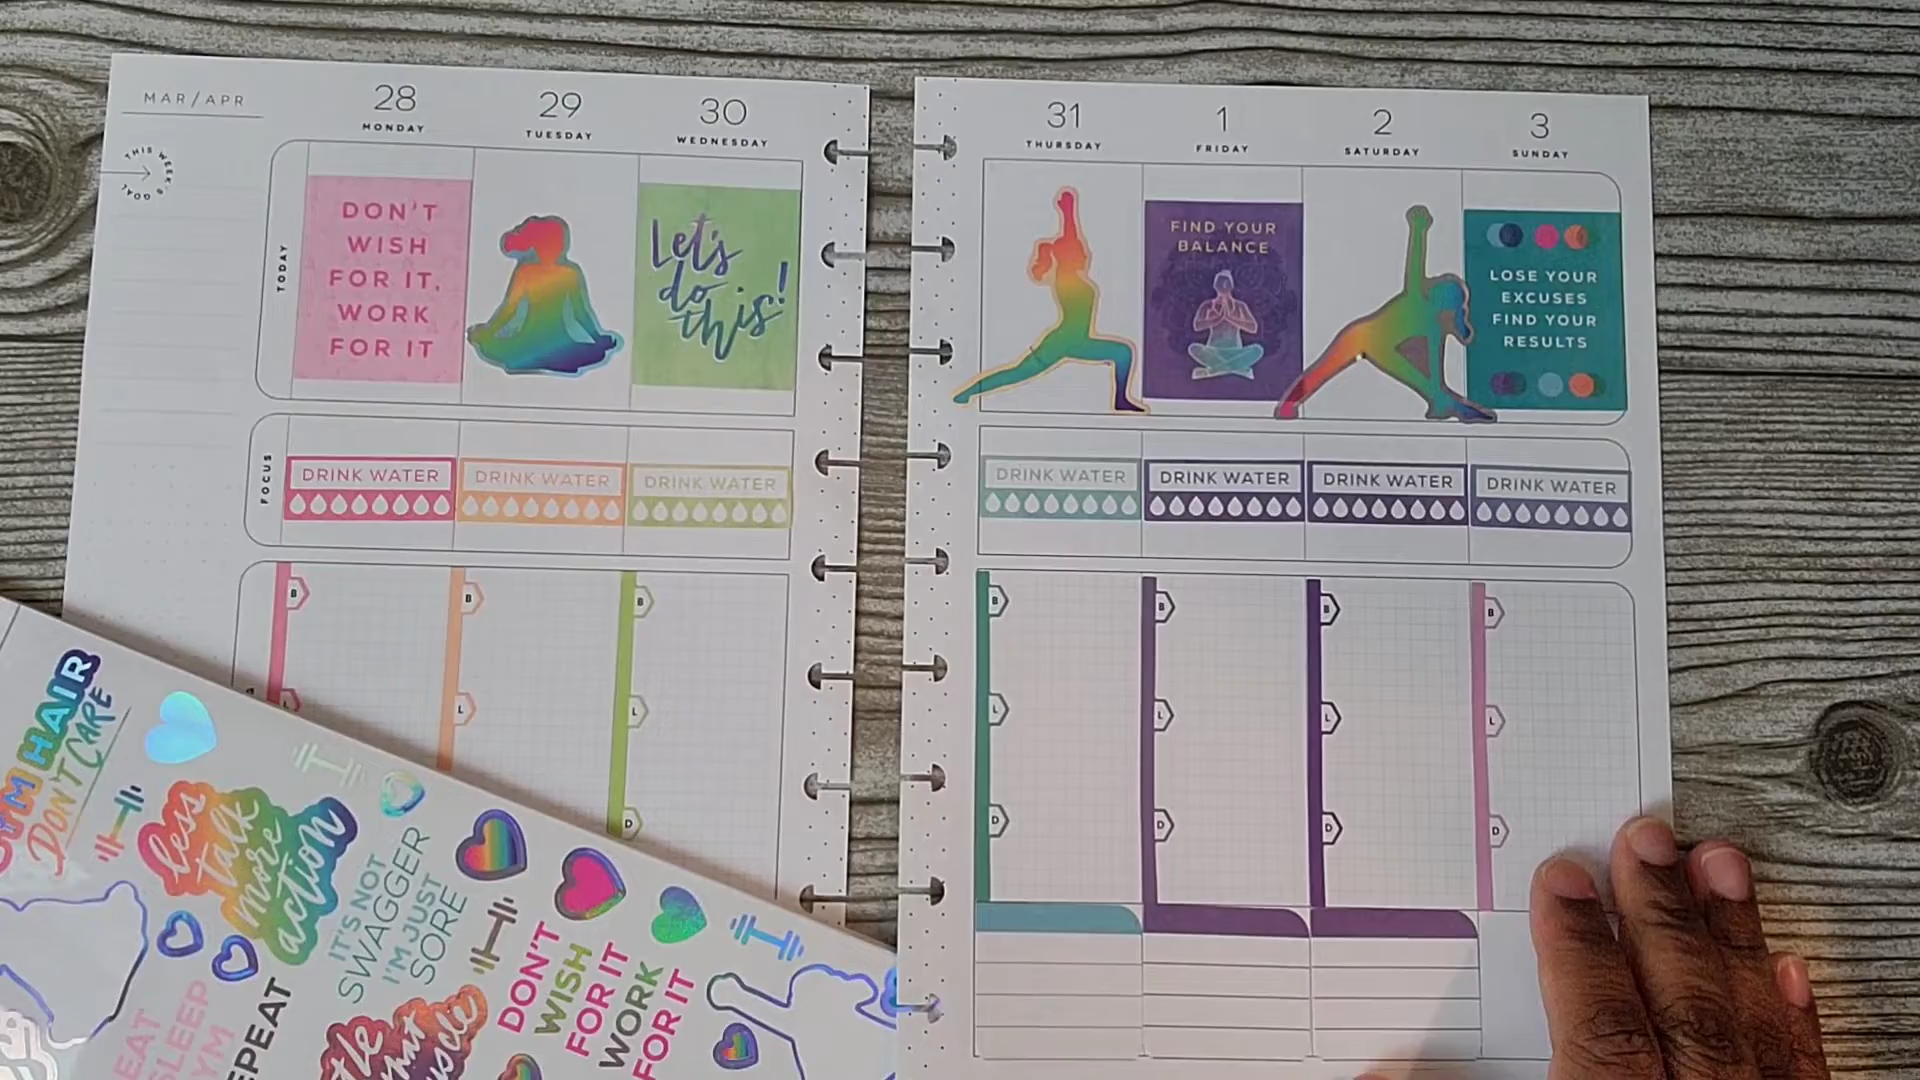 MAR/APR
28
MONDAY
29
TUESDAY
30
WEDNESDAY
31
THURSDAY
1
FRIDAY
2
SATURDAY
3
SUNDAY
THIS WEEK'S GOAL
TODAY
DON'T
WISH
FOR IT,
WORK
FOR IT
Let's
do
this!
FIND YOUR
BALANCE
LOSE YOUR
EXCUSES
FIND YOUR
RESULTS
FOCUS
DRINK WATER
DRINK WATER
DRINK WATER
DRINK WATER
DRINK WATER
DRINK WATER
DRINK WATER
B
B
B
B
B
B
B
L
L
L
L
L
L
D
D
D
D
D
GYM HAIR
DON'T CARE
less
talk
more
action
IT'S NOT
SWAGGER
I'M JUST
SORE
DON'T
WISH
FOR IT
WORK
FOR IT
EAT
SLEEP
GYM
REPEAT